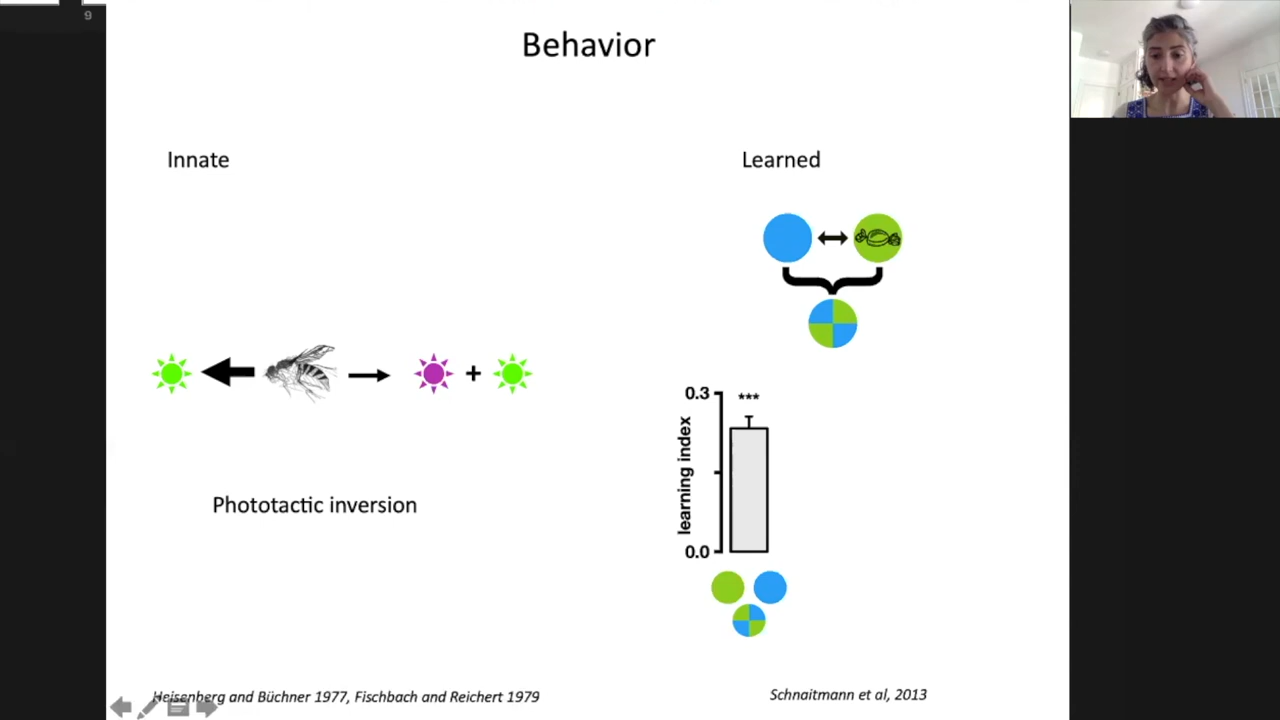 9
Behavior
Innate
Learned
+
0.3
***
learning index
0.0
Phototactic inversion
Heisenberg and Büchner 1977, Fischbach and Reichert 1979
Schnaitmann et al, 2013